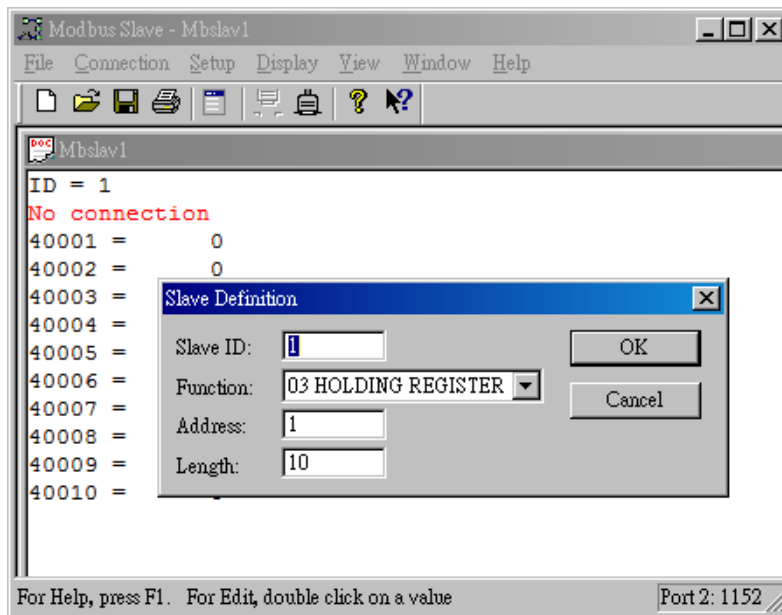 Modbus Slave - Mbslav1
File Connection Setup Display View Window Help
DOC Mbslav1
ID = 1
No connection
40001 = 0
40002 = 0
40003 =
40004 =
40005 =
40006 =
40007 =
40008 =
40009 =
40010 =
Slave Definition
Slave ID: 1
OK
Function: 03 HOLDING REGISTER
Cancel
Address: 1
Length: 10
For Help, press F1. For Edit, double click on a value
Port 2: 1152